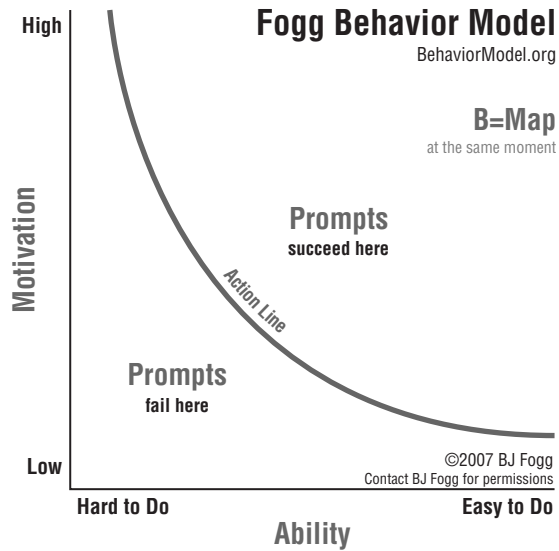 High
Fogg Behavior Model
BehaviorModel.org
B=Map
at the same moment
Motivation
Prompts
succeed here
Action Line
Prompts
fail here
Low
©2007 BJ Fogg
Contact BJ Fogg for permissions
Hard to Do
Easy to Do
Ability